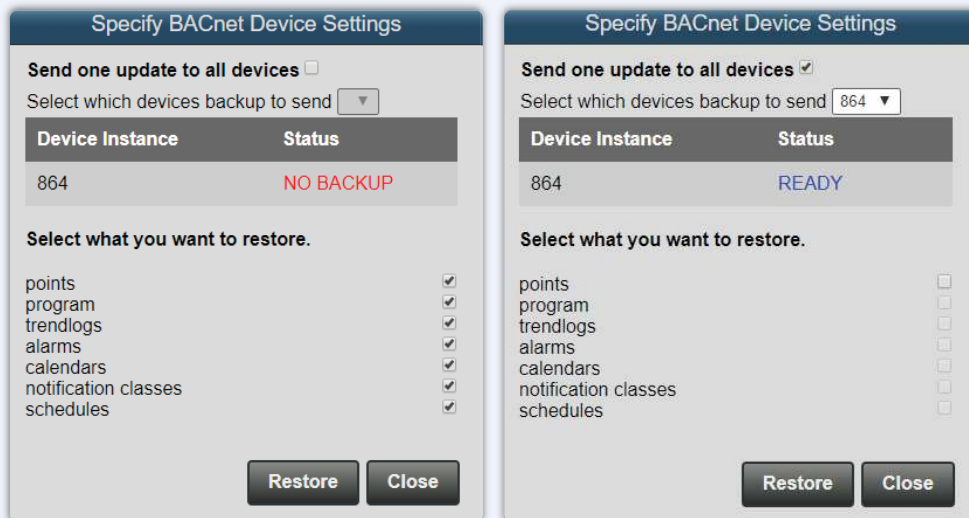 Specify BACnet Device Settings
Send one update to all devices
Select which devices backup to send
Device Instance Status
864 NO BACKUP
Select what you want to restore.
points
program
trendlogs
alarms
calendars
notification classes
schedules
Restore Close
Specify BACnet Device Settings
Send one update to all devices
Select which devices backup to send 864
Device Instance Status
864 READY
Select what you want to restore.
points
program
trendlogs
alarms
calendars
notification classes
schedules
Restore Close